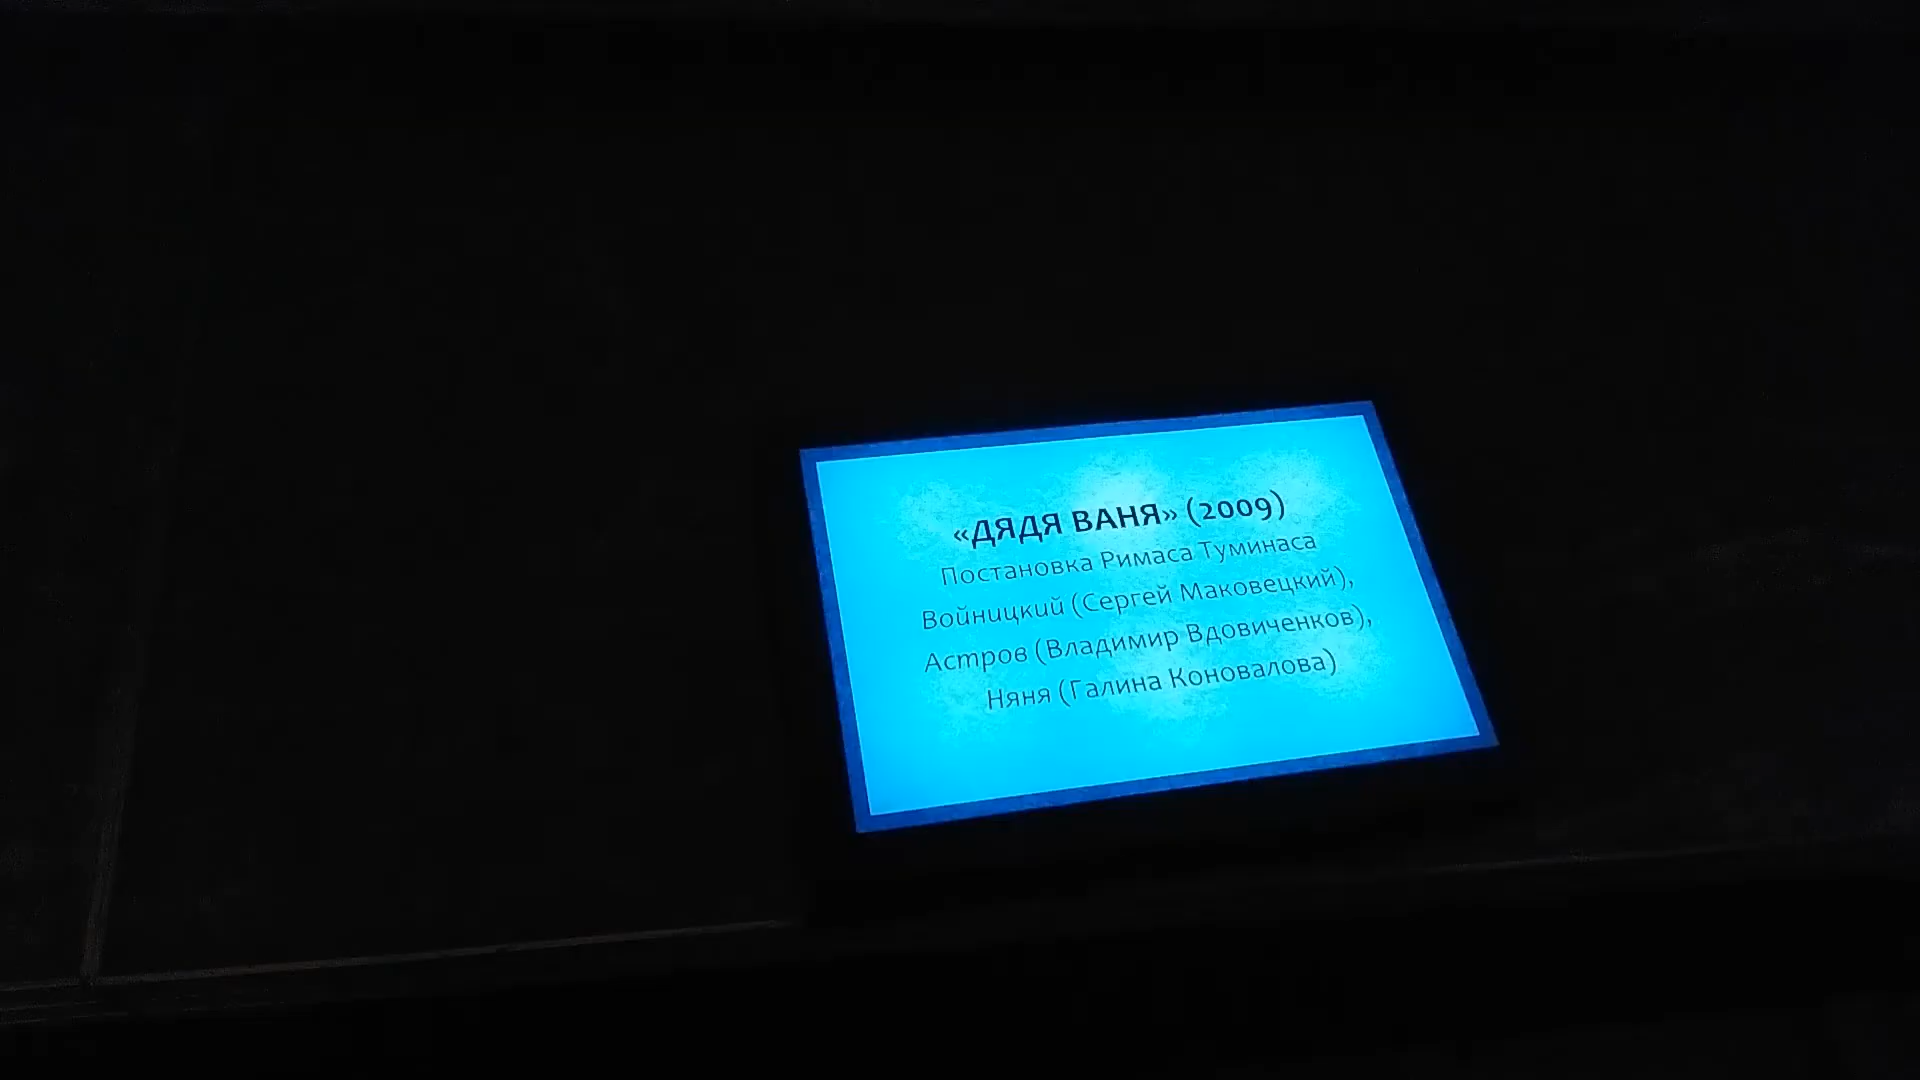 «ДЯДЯ ВАНЯ» (2009)
Постановка Римаса Туминаса
Войницкий (Сергей Маковецкий),
Астров (Владимир Вдовиченков),
Няня (Галина Коновалова)